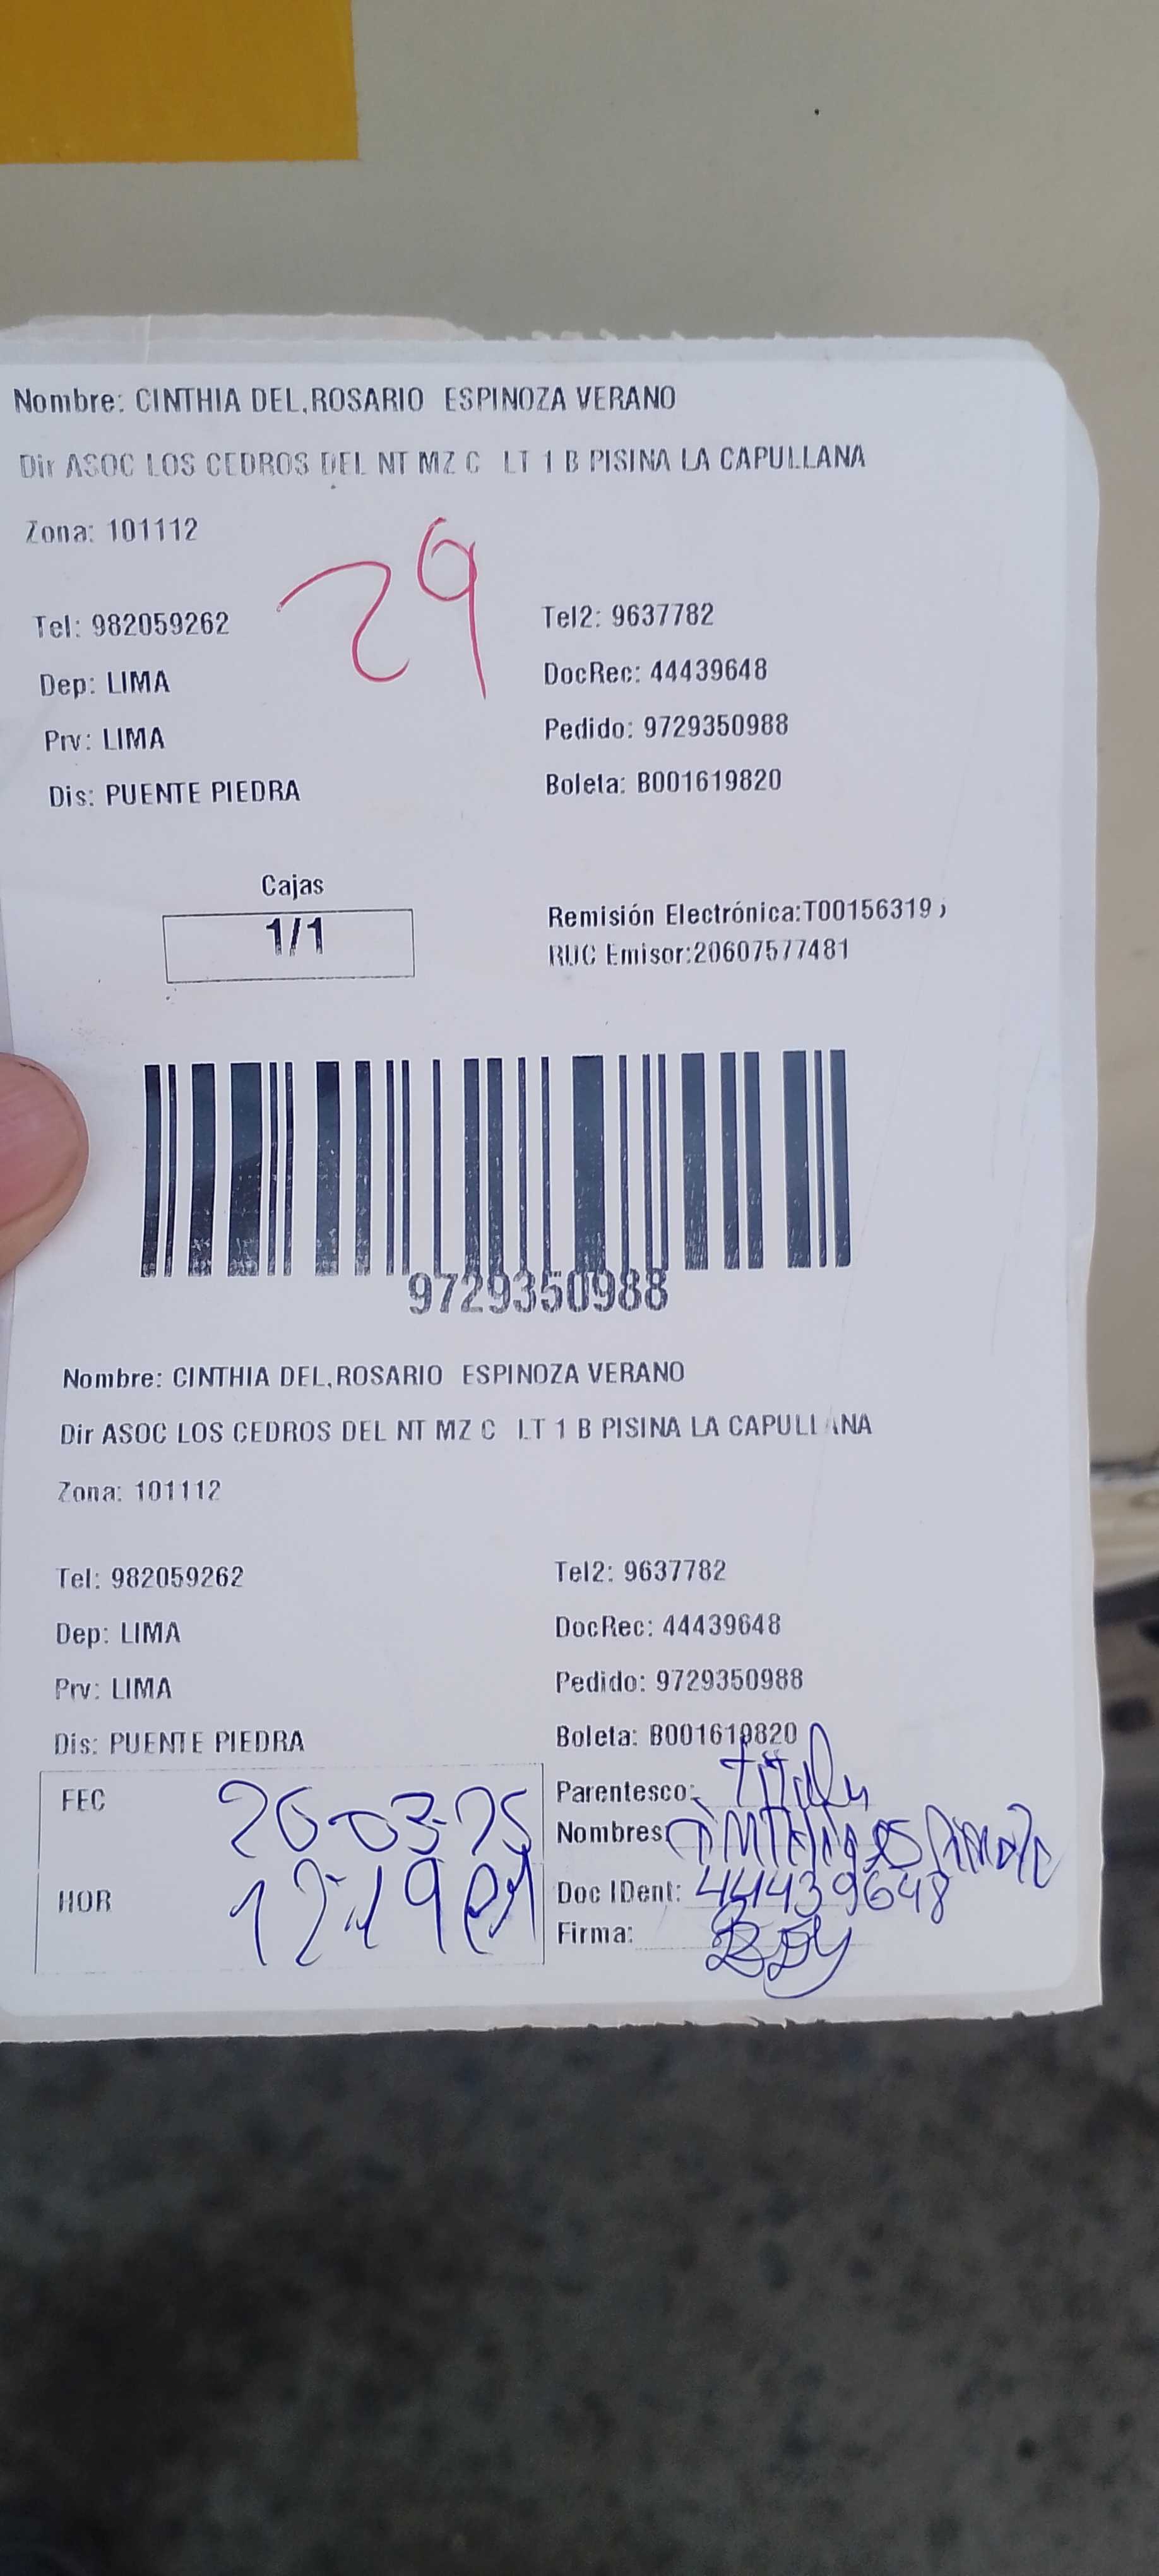 Nombre: CINTHIA DEL,ROSARIO ESPINOZA VERANO
Dir ASOC LOS CEDROS DEL NT MZ C LT 1 B PISINA LA CAPULLANA
Zona: 101112
29
Tel: 982059262 Tel2: 9637782
Dep: LIMA DocRec: 44439648
Prv: LIMA Pedido: 9729350988
Dis: PUENTE PIEDRA Boleta: B001619820
Cajas
1/1
Remisión Electrónica:T00156319
RUC Emisor:20607577481
9729350988
Nombre: CINTHIA DEL,ROSARIO ESPINOZA VERANO
Dir ASOC LOS CEDROS DEL NT MZ C LT 1 B PISINA LA CAPULLANA
Zona: 101112
Tel: 982059262 Tel2: 9637782
Dep: LIMA DocRec: 44439648
Prv: LIMA Pedido: 9729350988
Dis: PUENTE PIEDRA Boleta: B001619820
FEC 26-03-25 Parentesco: titular
Nombres:
HOR 12:19 Doc IDent: 44439648
Firma: